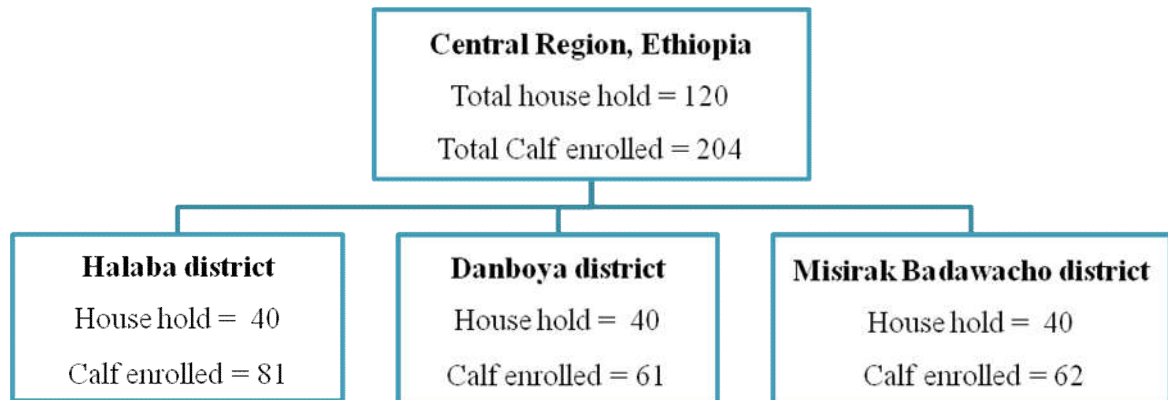 Central Region, Ethiopia
Total house hold = 120
Total Calf enrolled = 204
Halaba district
House hold = 40
Calf enrolled = 81
Danboya district
House hold = 40
Calf enrolled = 61
Misirak Badawacho district
House hold = 40
Calf enrolled = 62